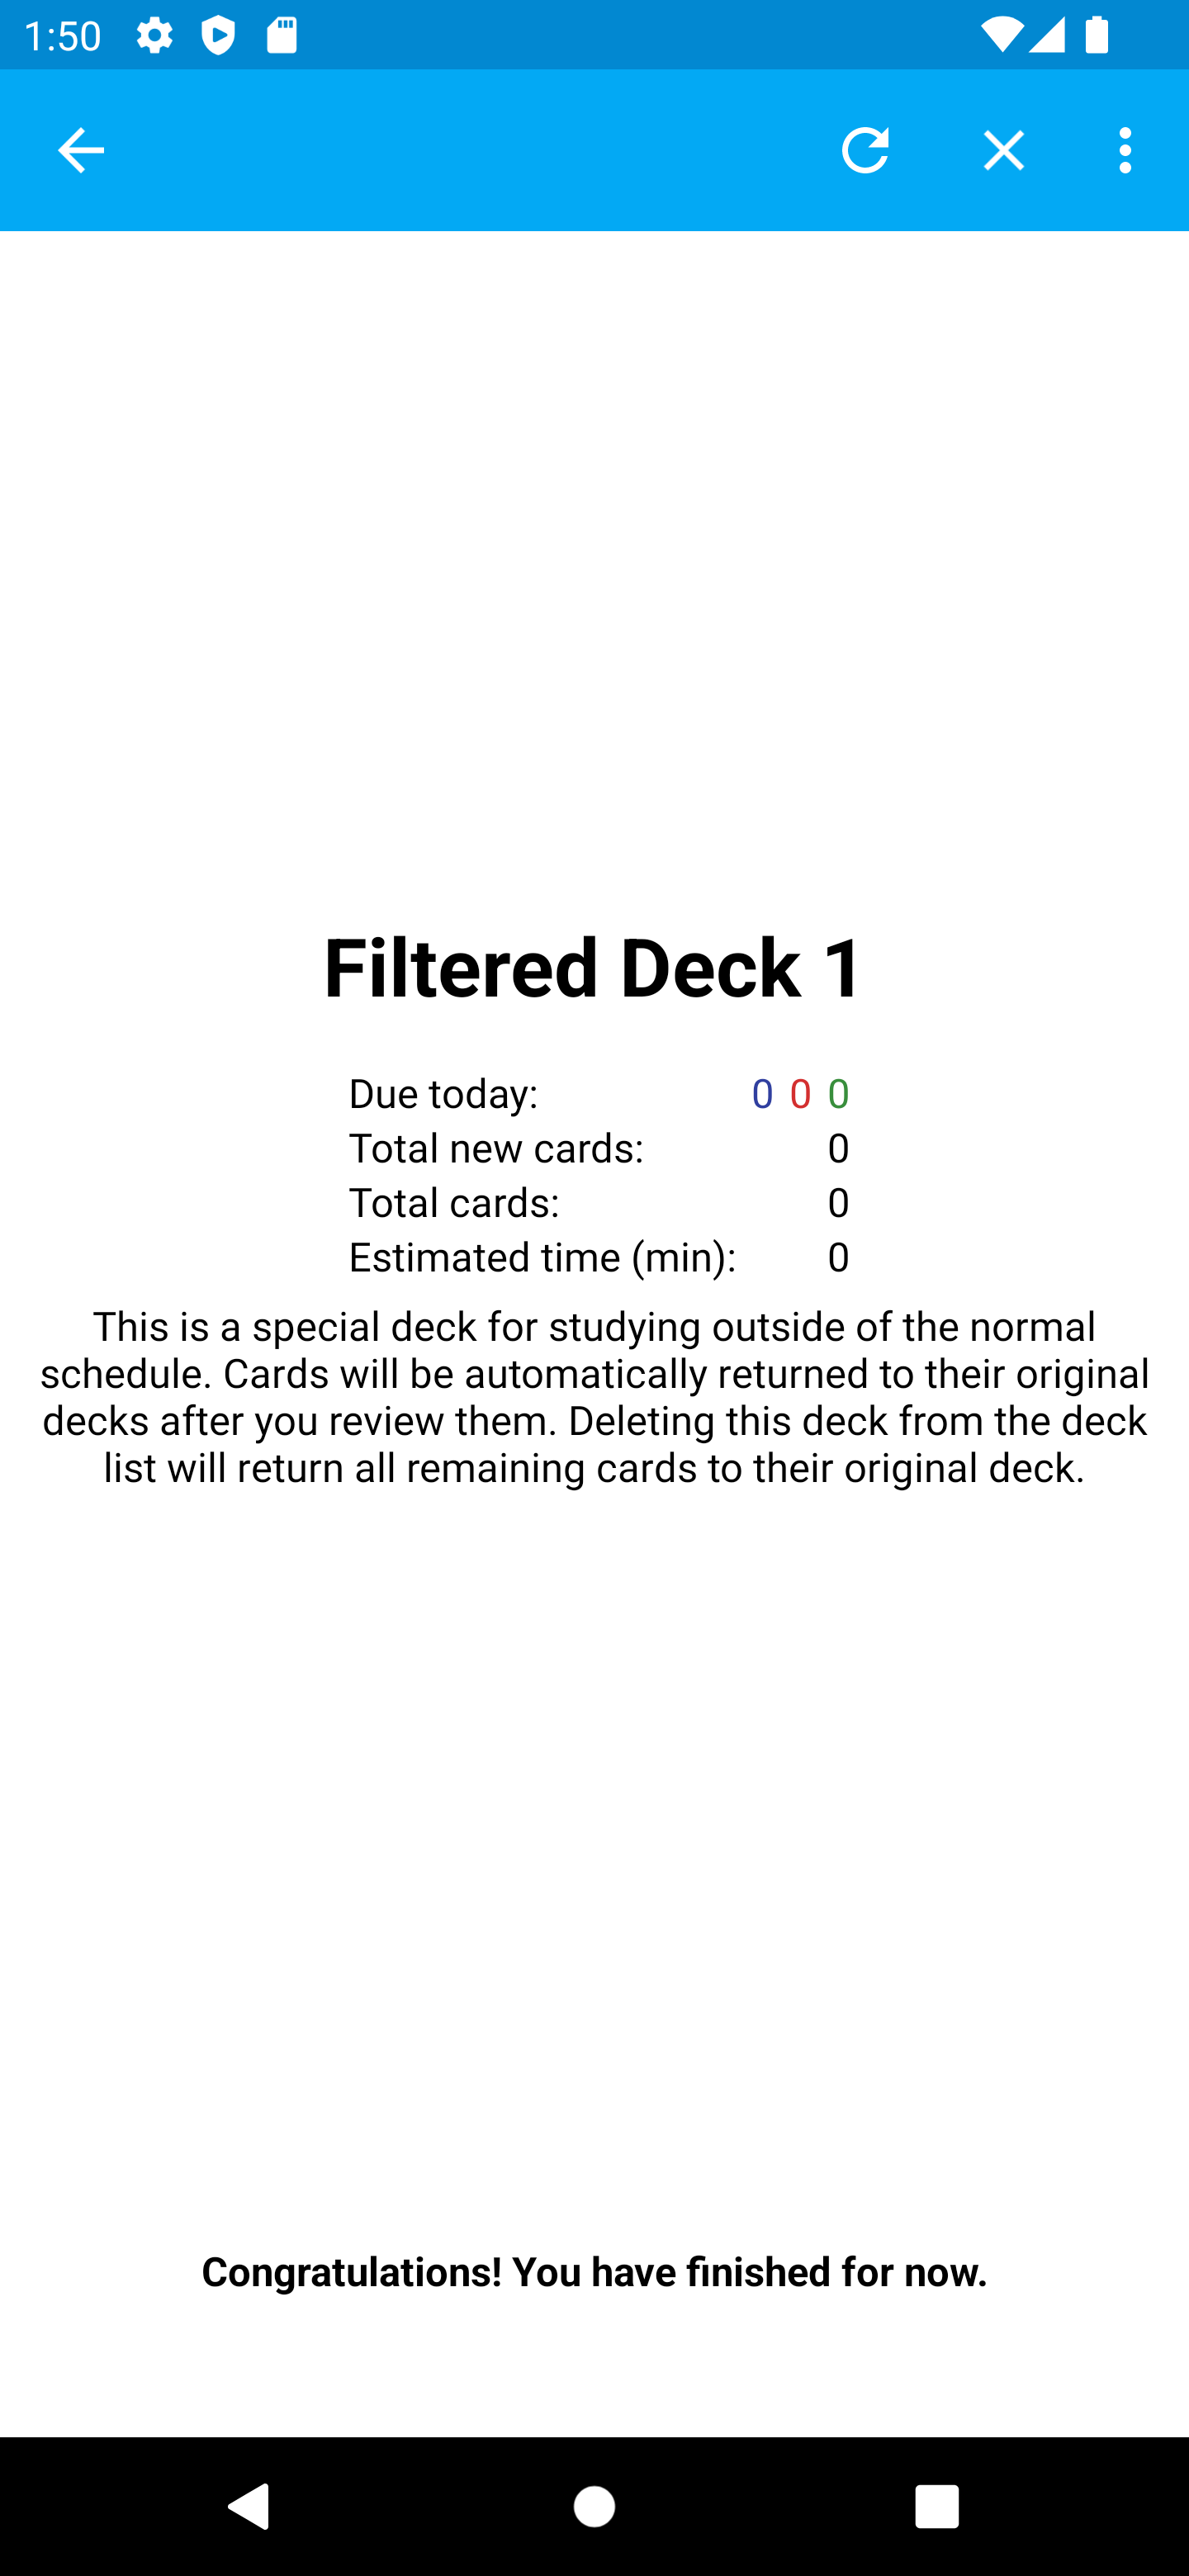 1:50
Filtered Deck 1
Due today: 0 0 0
Total new cards: 0
Total cards: 0
Estimated time (min): 0
This is a special deck for studying outside of the normal
schedule. Cards will be automatically returned to their original
decks after you review them. Deleting this deck from the deck
list will return all remaining cards to their original deck.
Congratulations! You have finished for now.